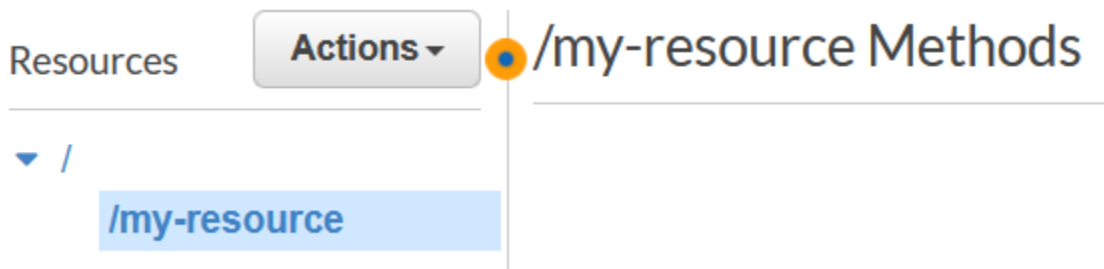 Resources
Actions
/my-resource Methods
/
/my-resource